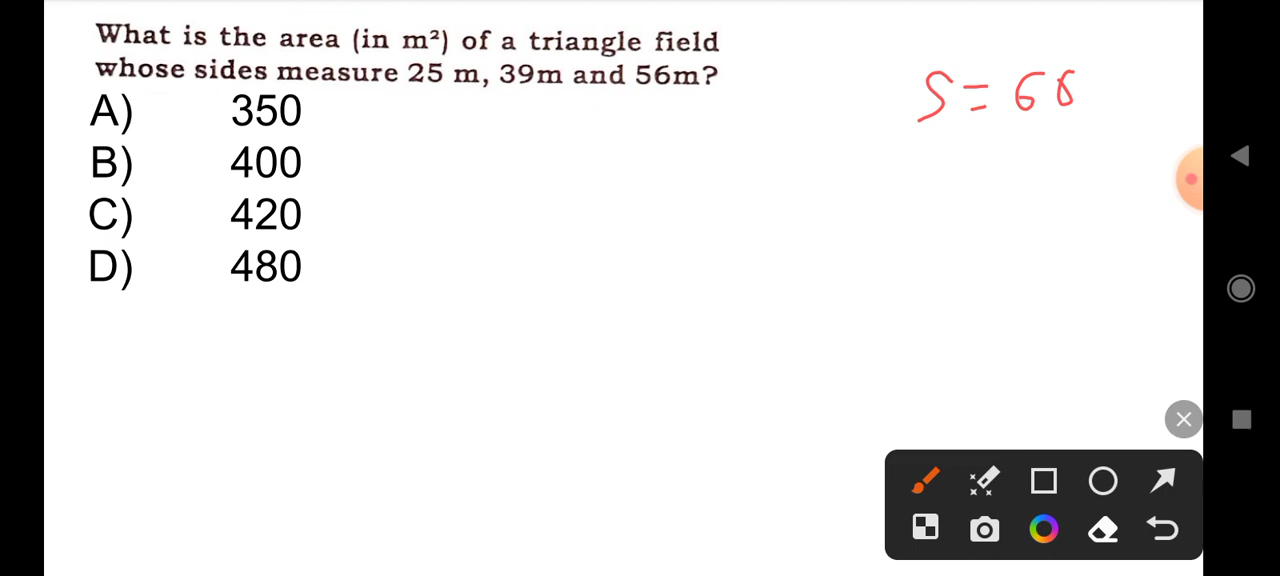 What is the area (in m²) of a triangle field
whose sides measure 25 m, 39m and 56m?
A) 350
B) 400
C) 420
D) 480
S = 60